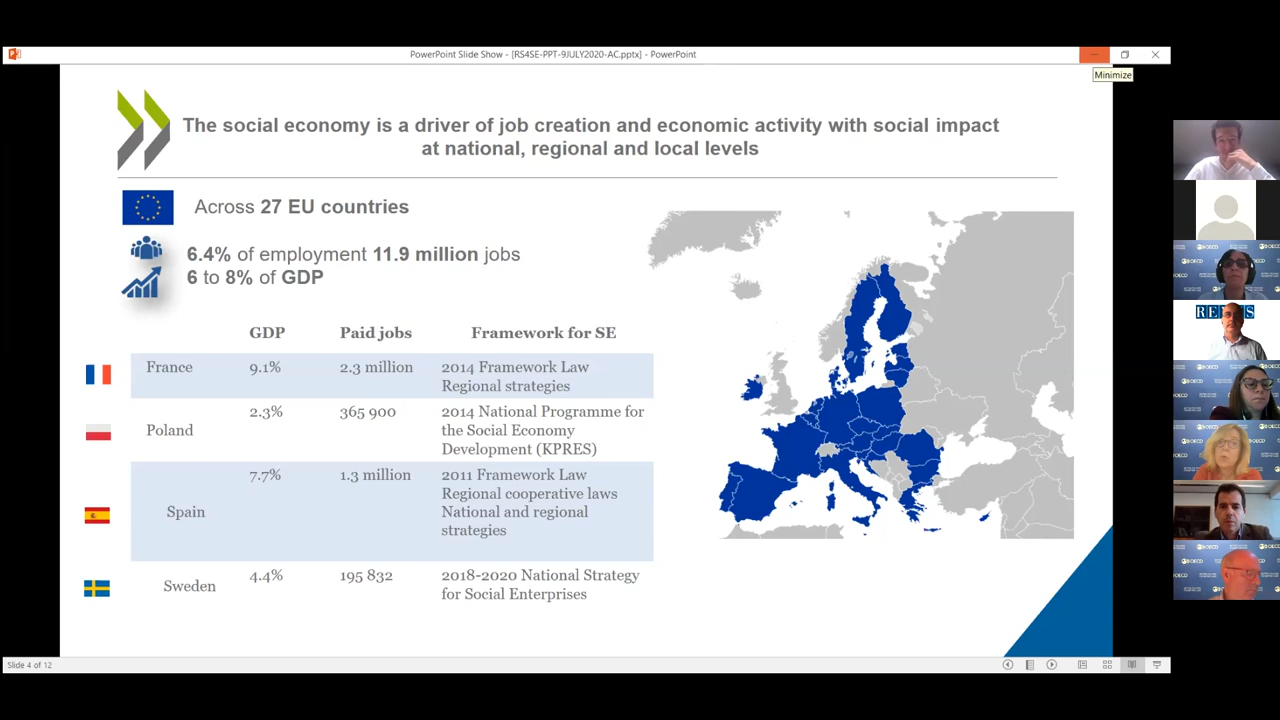 PowerPoint Slide Show - [RS4SE-PPT-9JULY2020-AC.pptx] - PowerPoint
Minimize
The social economy is a driver of job creation and economic activity with social impact
at national, regional and local levels
Across 27 EU countries
6.4% of employment 11.9 million jobs
6 to 8% of GDP
GDP Paid jobs Framework for SE
France 9.1% 2.3 million 2014 Framework Law
Regional strategies
Poland 2.3% 365 900 2014 National Programme for
the Social Economy
Development (KPRES)
Spain 7.7% 1.3 million 2011 Framework Law
Regional cooperative laws
National and regional
strategies
Sweden 4.4% 195 832 2018-2020 National Strategy
for Social Enterprises
Slide 4 of 12
OECD